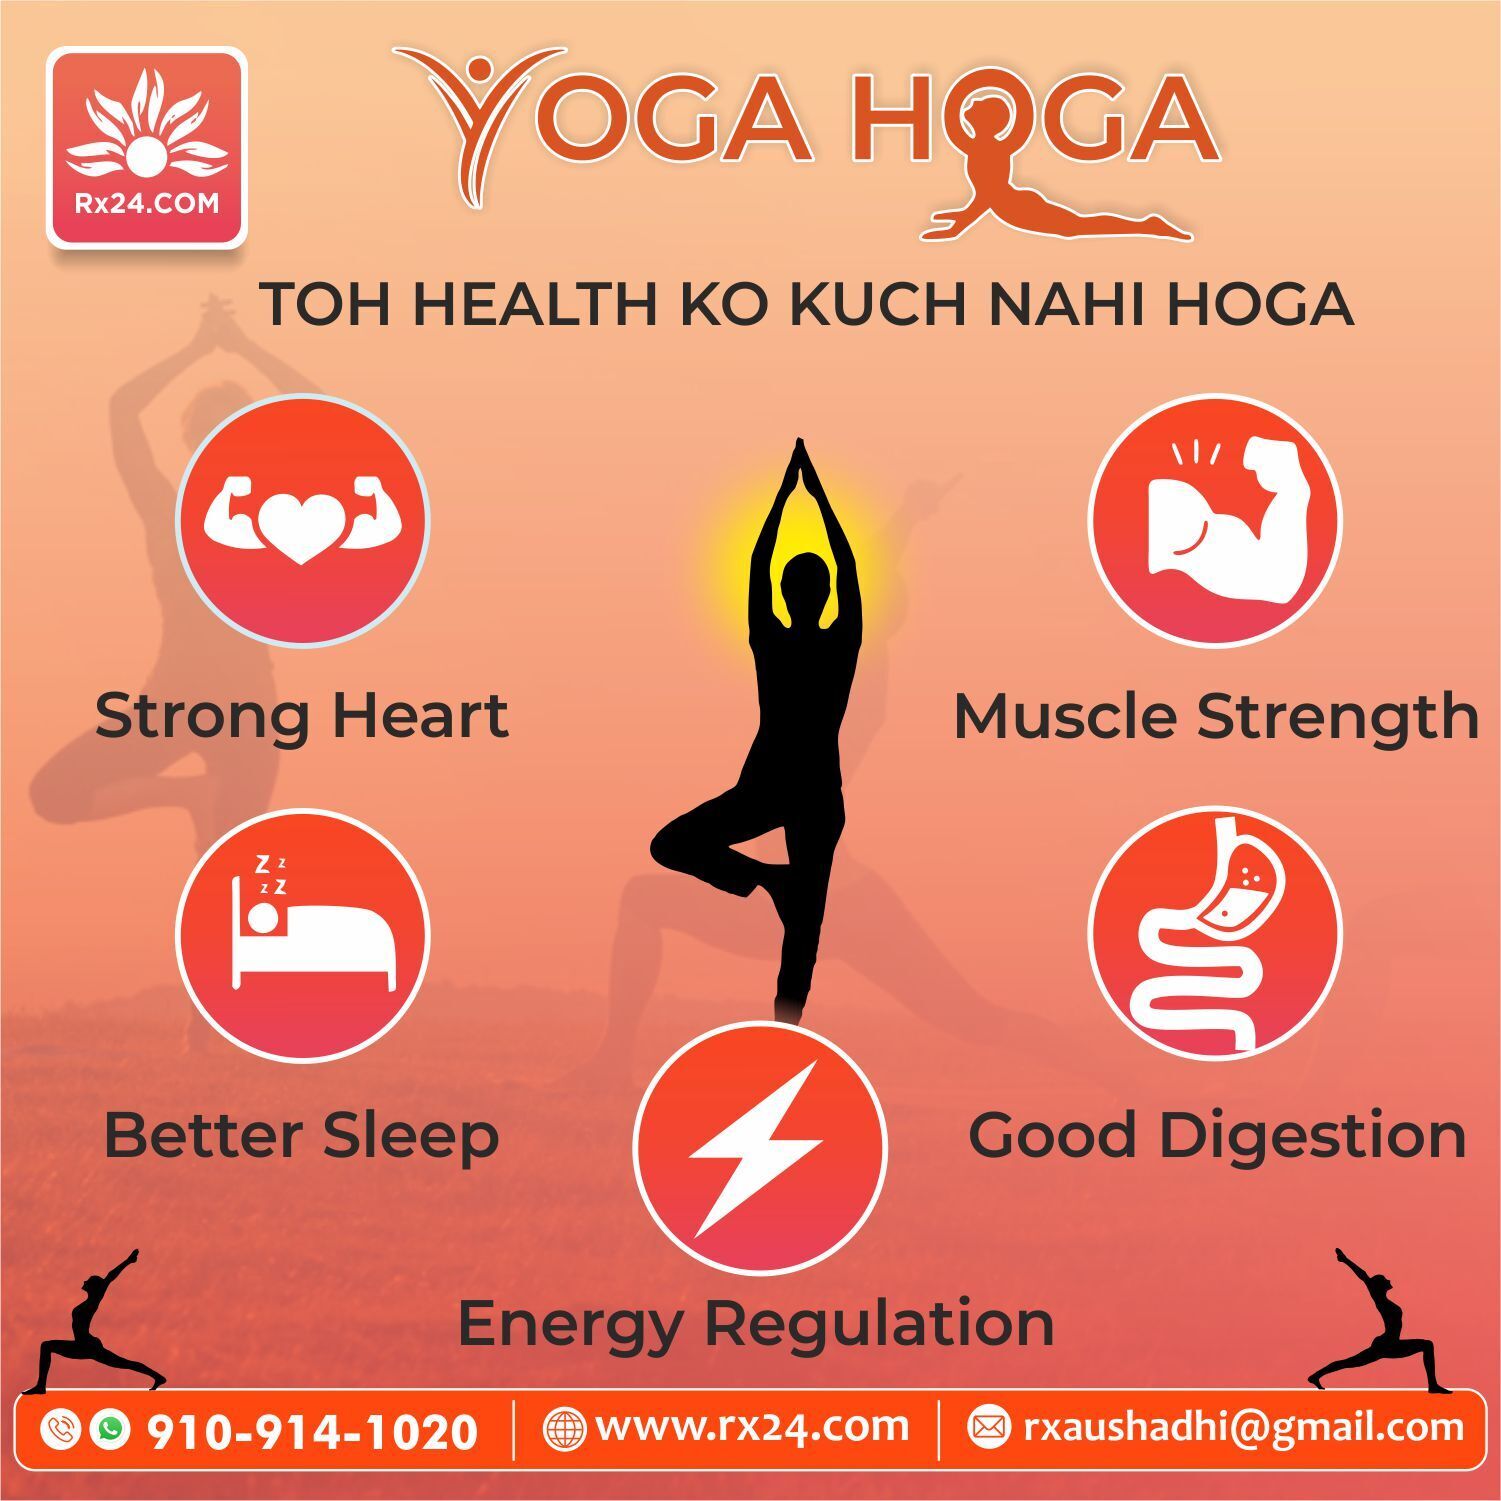 Rx24.COM
YOGA HOGA
TOH HEALTH KO KUCH NAHI HOGA
Strong Heart
Muscle Strength
Z z
z Z
Better Sleep
Good Digestion
Energy Regulation
910-914-1020
www.rx24.com
rxaushadhi@gmail.com